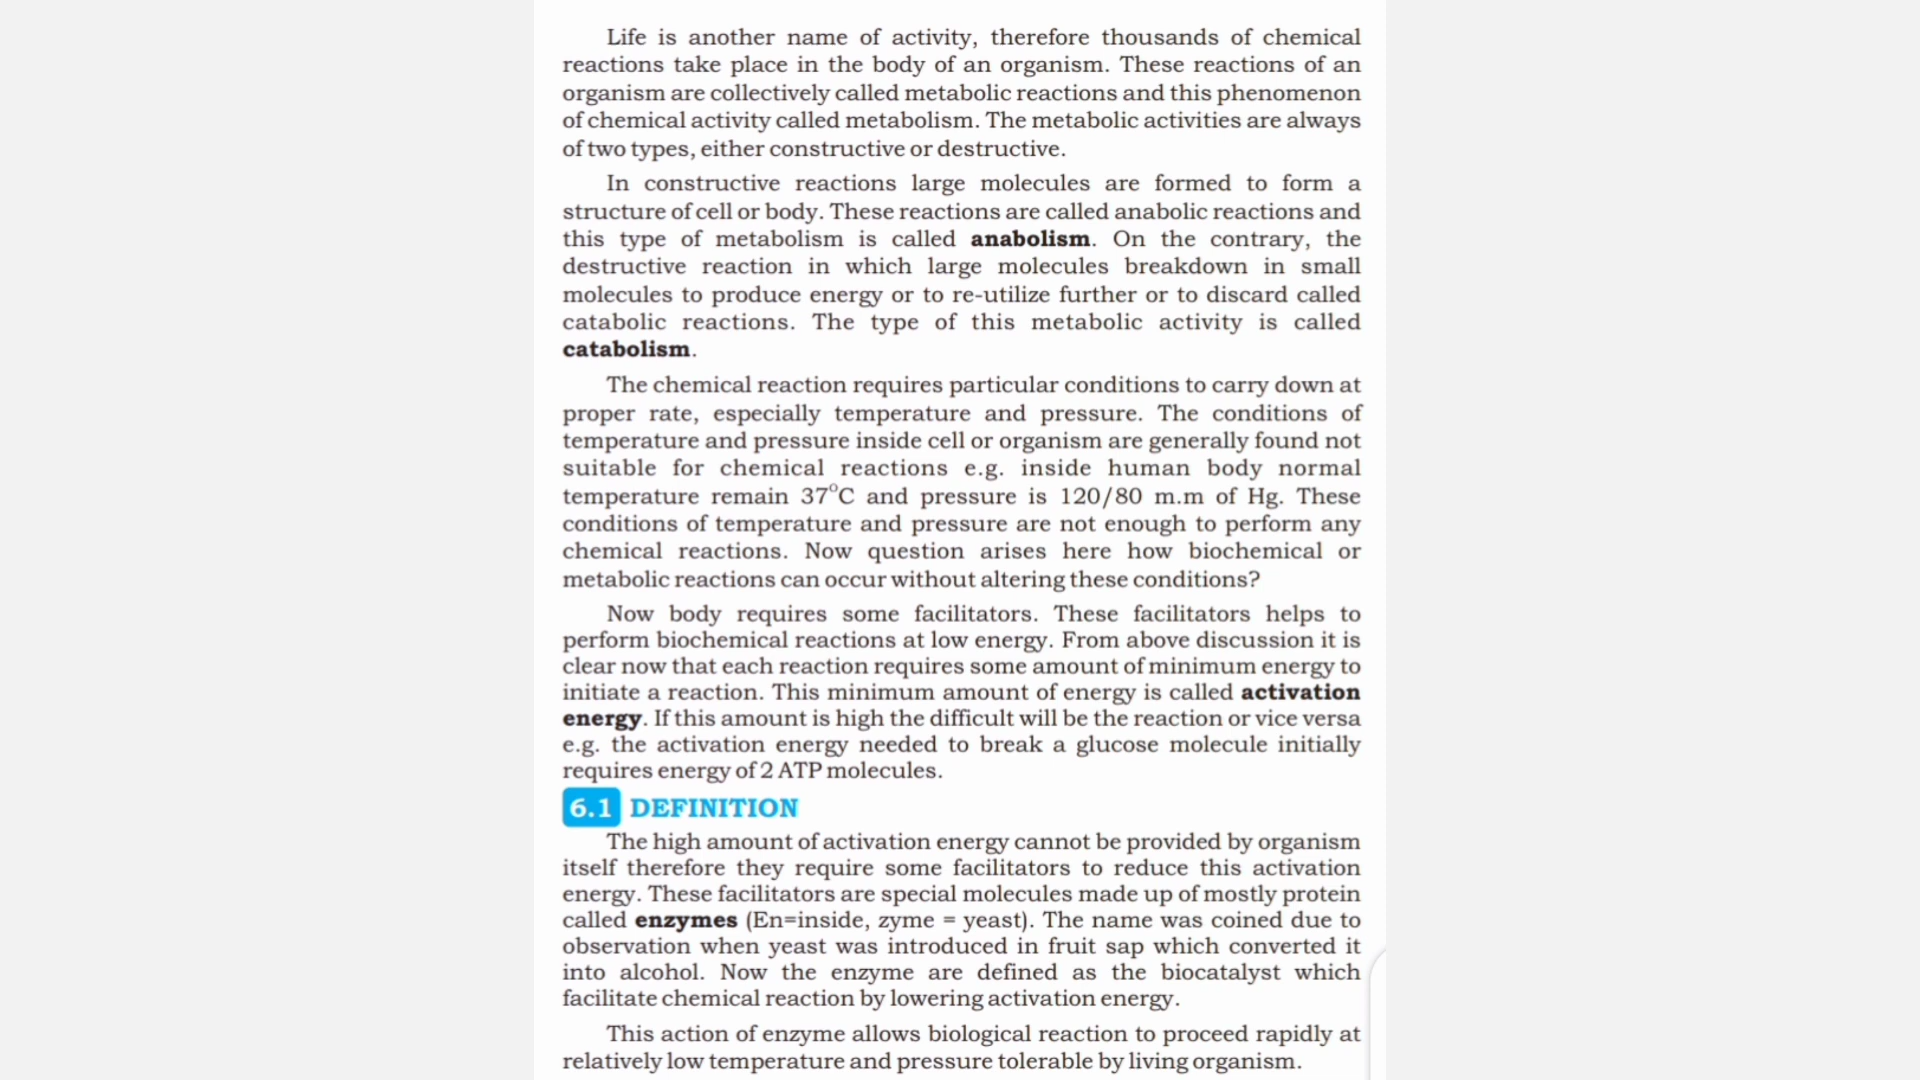 Life is another name of activity, therefore thousands of chemical
reactions take place in the body of an organism. These reactions of an
organism are collectively called metabolic reactions and this phenomenon
of chemical activity called metabolism. The metabolic activities are always
of two types, either constructive or destructive.
In constructive reactions large molecules are formed to form a
structure of cell or body. These reactions are called anabolic reactions and
this type of metabolism is called anabolism. On the contrary, the
destructive reaction in which large molecules breakdown in small
molecules to produce energy or to re-utilize further or to discard called
catabolic reactions. The type of this metabolic activity is called
catabolism.
The chemical reaction requires particular conditions to carry down at
proper rate, especially temperature and pressure. The conditions of
temperature and pressure inside cell or organism are generally found not
suitable for chemical reactions e.g. inside human body normal
temperature remain 37°C and pressure is 120/80 m.m of Hg. These
conditions of temperature and pressure are not enough to perform any
chemical reactions. Now question arises here how biochemical or
metabolic reactions can occur without altering these conditions?
Now body requires some facilitators. These facilitators helps to
perform biochemical reactions at low energy. From above discussion it is
clear now that each reaction requires some amount of minimum energy to
initiate a reaction. This minimum amount of energy is called activation
energy. If this amount is high the difficult will be the reaction or vice versa
e.g. the activation energy needed to break a glucose molecule initially
requires energy of 2 ATP molecules.
6.1 DEFINITION
The high amount of activation energy cannot be provided by organism
itself therefore they require some facilitators to reduce this activation
energy. These facilitators are special molecules made up of mostly protein
called enzymes (En=inside, zyme = yeast). The name was coined due to
observation when yeast was introduced in fruit sap which converted it
into alcohol. Now the enzyme are defined as the biocatalyst which
facilitate chemical reaction by lowering activation energy.
This action of enzyme allows biological reaction to proceed rapidly at
relatively low temperature and pressure tolerable by living organism.